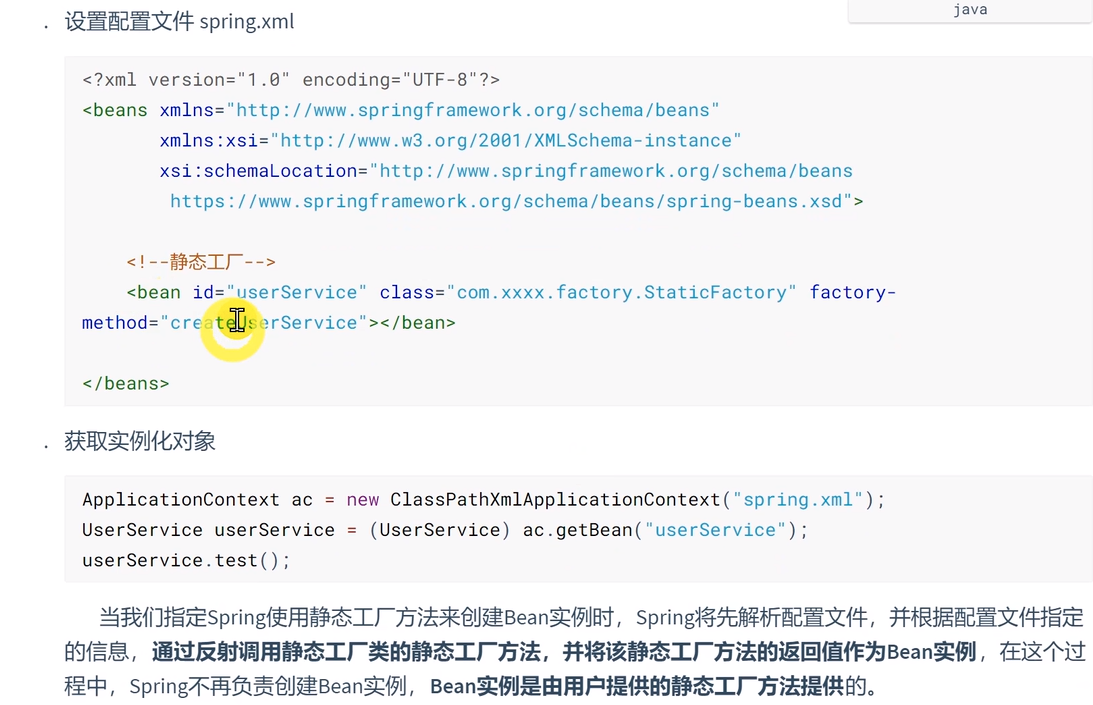 java
. 设置配置文件 spring.xml
<?xml version="1.0" encoding="UTF-8"?>
<beans xmlns="http://www.springframework.org/schema/beans"
xmlns:xsi="http://www.w3.org/2001/XMLSchema-instance"
xsi:schemaLocation="http://www.springframework.org/schema/beans
https://www.springframework.org/schema/beans/spring-beans.xsd">
<!--静态工厂-->
<bean id="userService" class="com.xxxx.factory.StaticFactory" factory-
method="createUserService"></bean>
</beans>
. 获取实例化对象
ApplicationContext ac = new ClassPathXmlApplicationContext("spring.xml");
UserService userService = (UserService) ac.getBean("userService");
userService.test();
当我们指定Spring使用静态工厂方法来创建Bean实例时，Spring将先解析配置文件，并根据配置文件指定
的信息，通过反射调用静态工厂类的静态工厂方法，并将该静态工厂方法的返回值作为Bean实例，在这个过
程中，Spring不再负责创建Bean实例，Bean实例是由用户提供的静态工厂方法提供的。